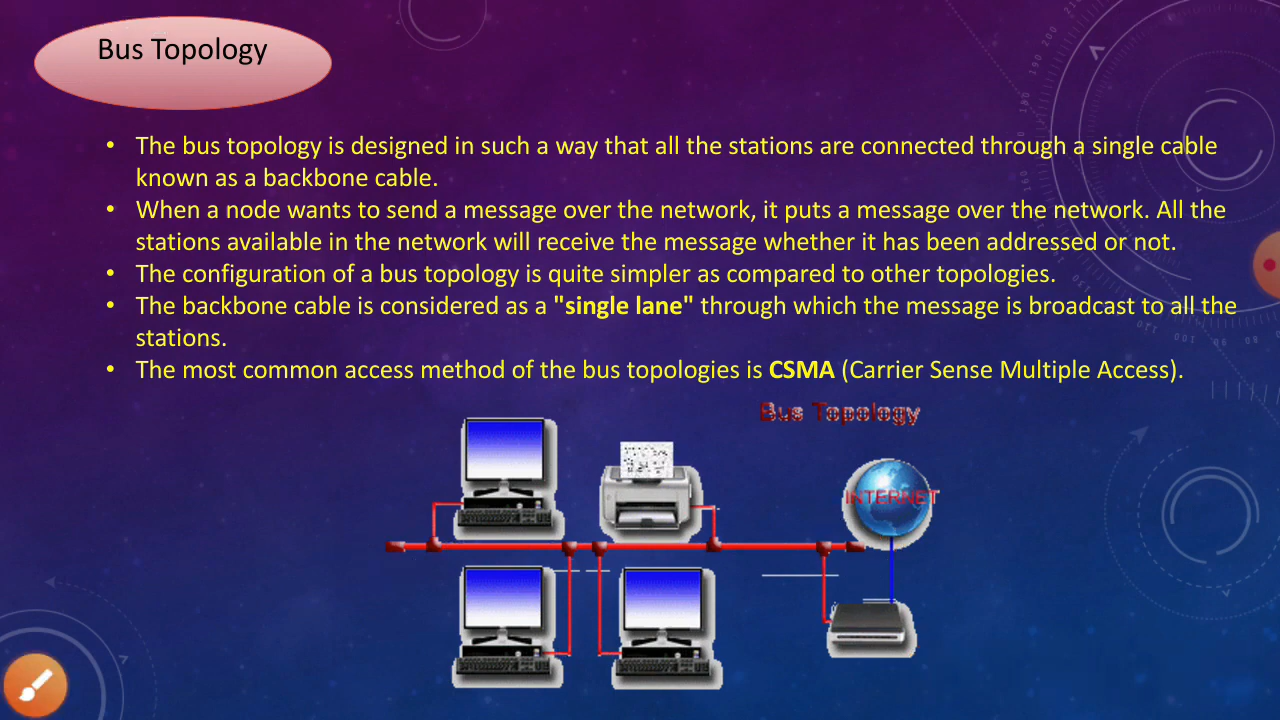 Bus Topology
• The bus topology is designed in such a way that all the stations are connected through a single cable
known as a backbone cable.
• When a node wants to send a message over the network, it puts a message over the network. All the
stations available in the network will receive the message whether it has been addressed or not.
• The configuration of a bus topology is quite simpler as compared to other topologies.
• The backbone cable is considered as a "single lane" through which the message is broadcast to all the
stations.
• The most common access method of the bus topologies is CSMA (Carrier Sense Multiple Access).
Bus Topology
INTERNET